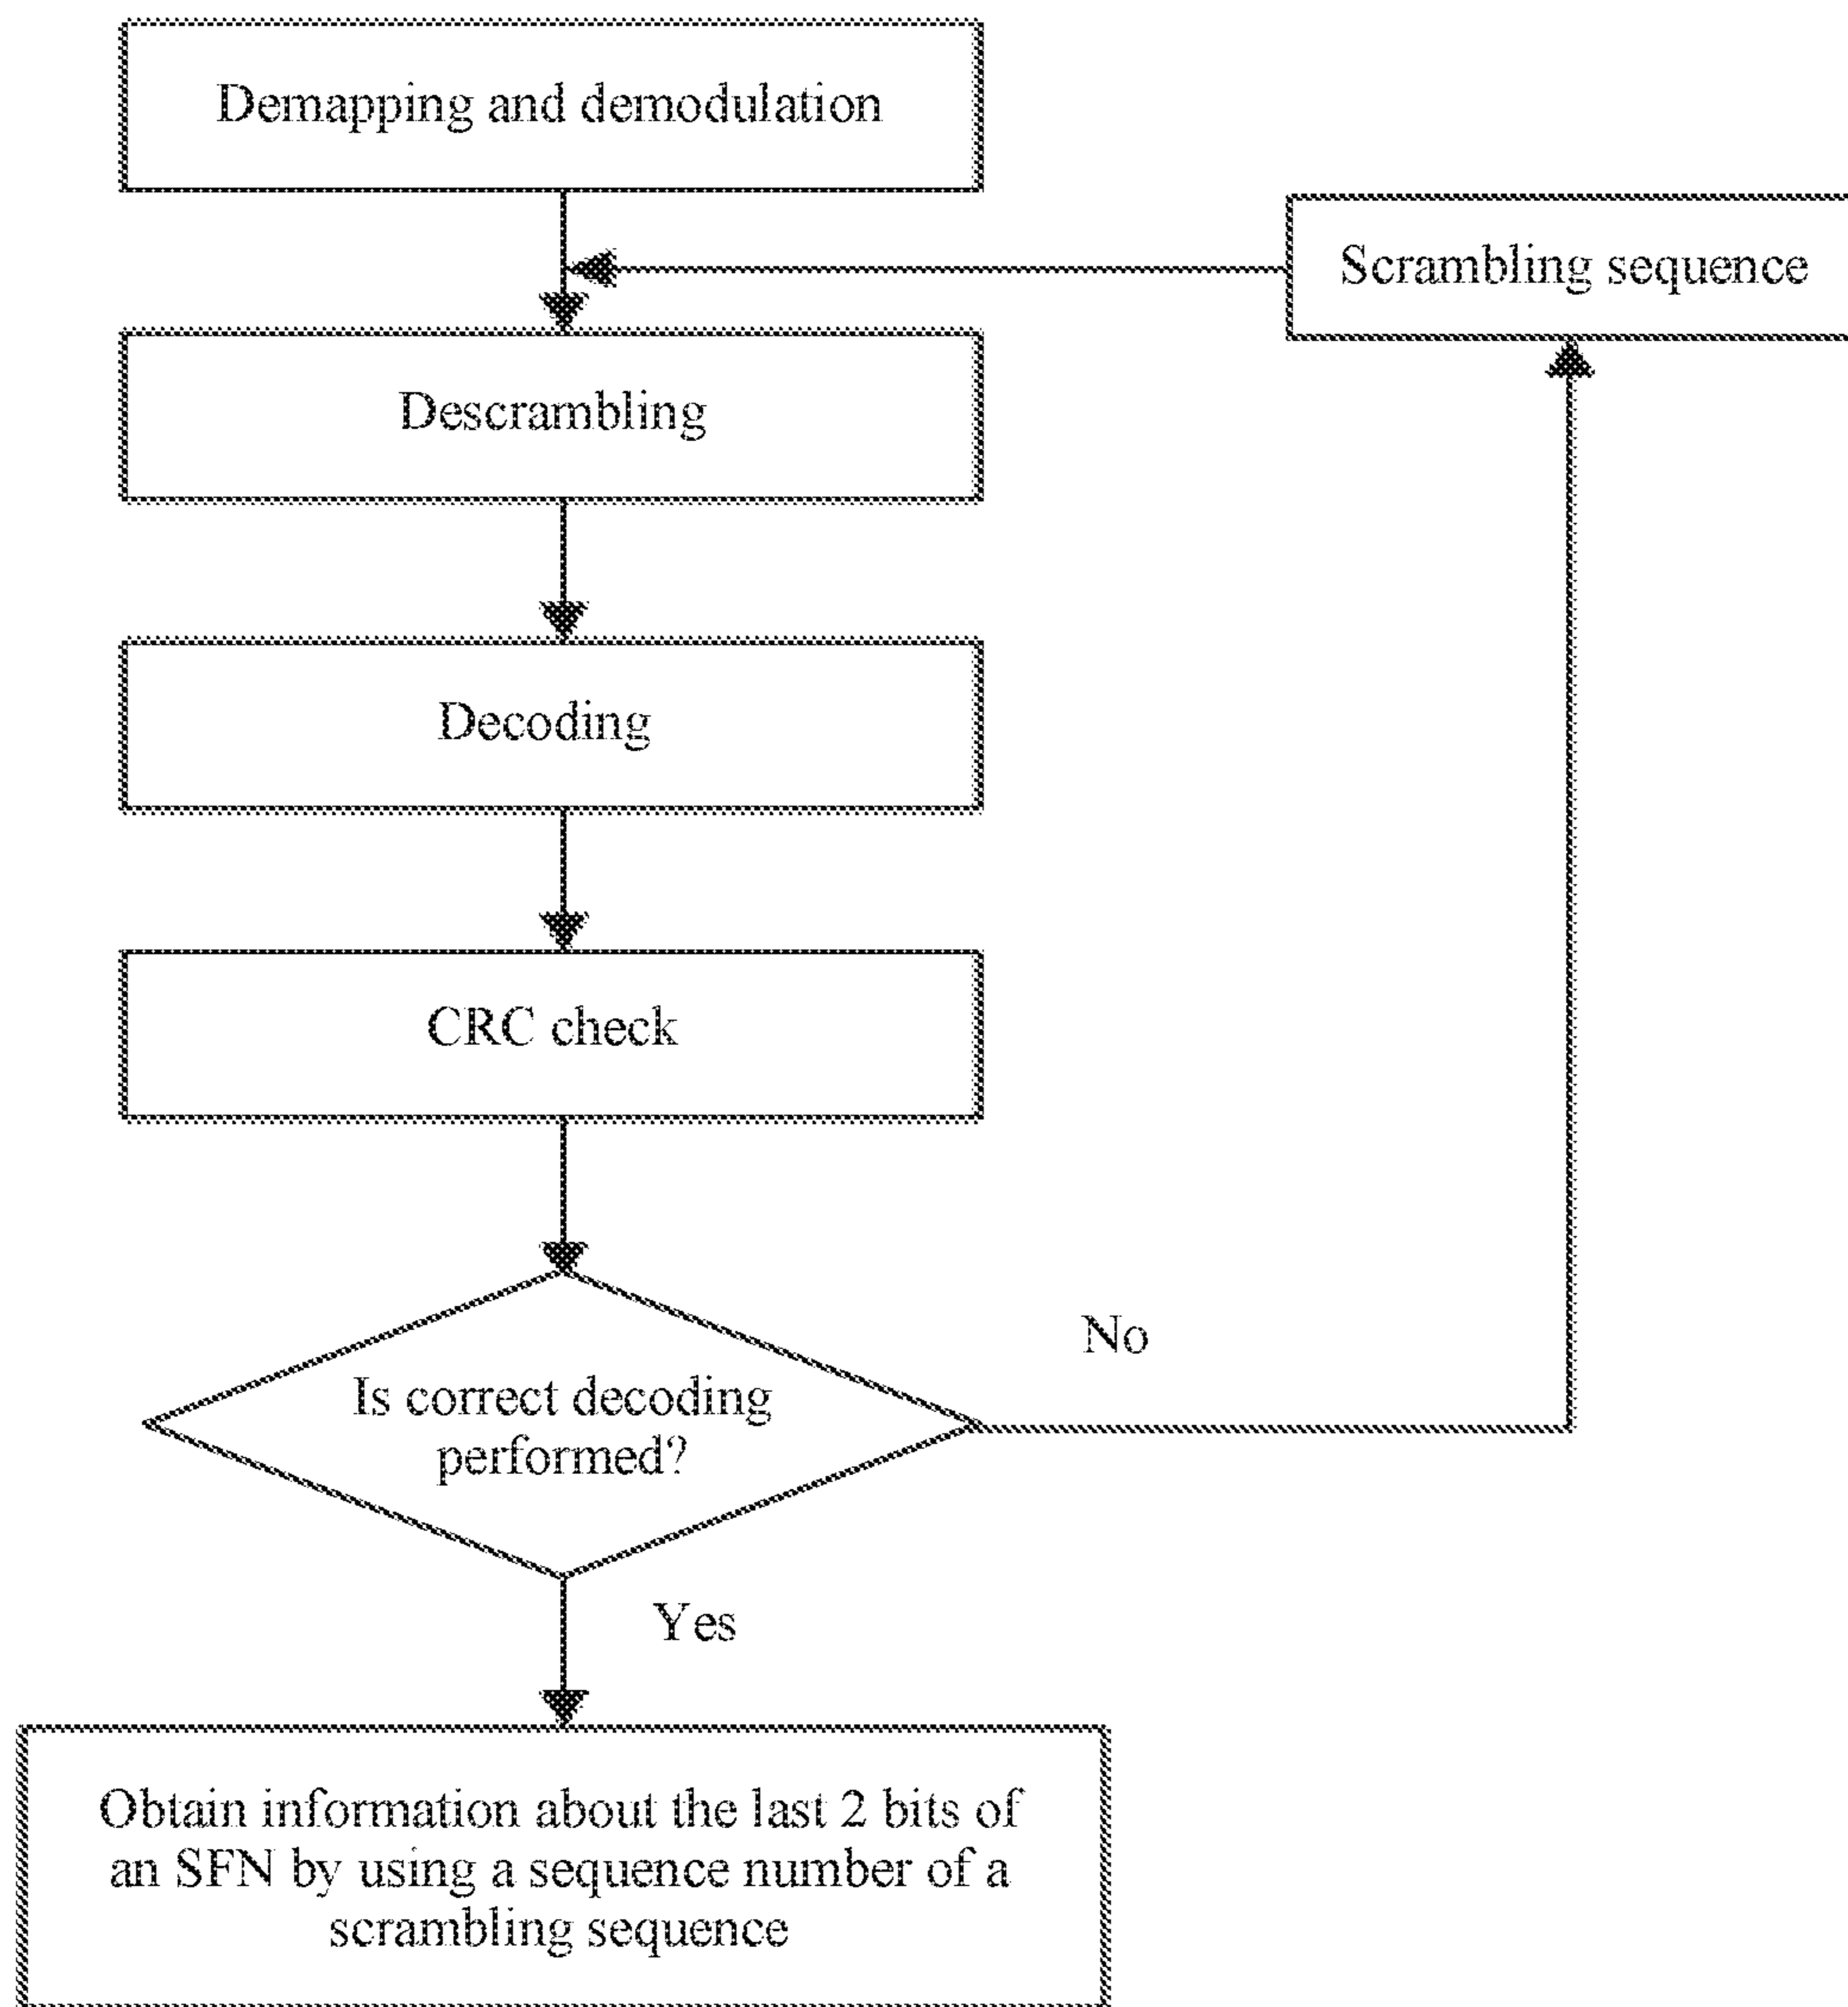 Demapping and demodulation
Scrambling sequence
Descrambling
Decoding
CRC check
Is correct decoding
performed?
No
Yes
Obtain information about the last 2 bits of
an SFN by using a sequence number of a
scrambling sequence